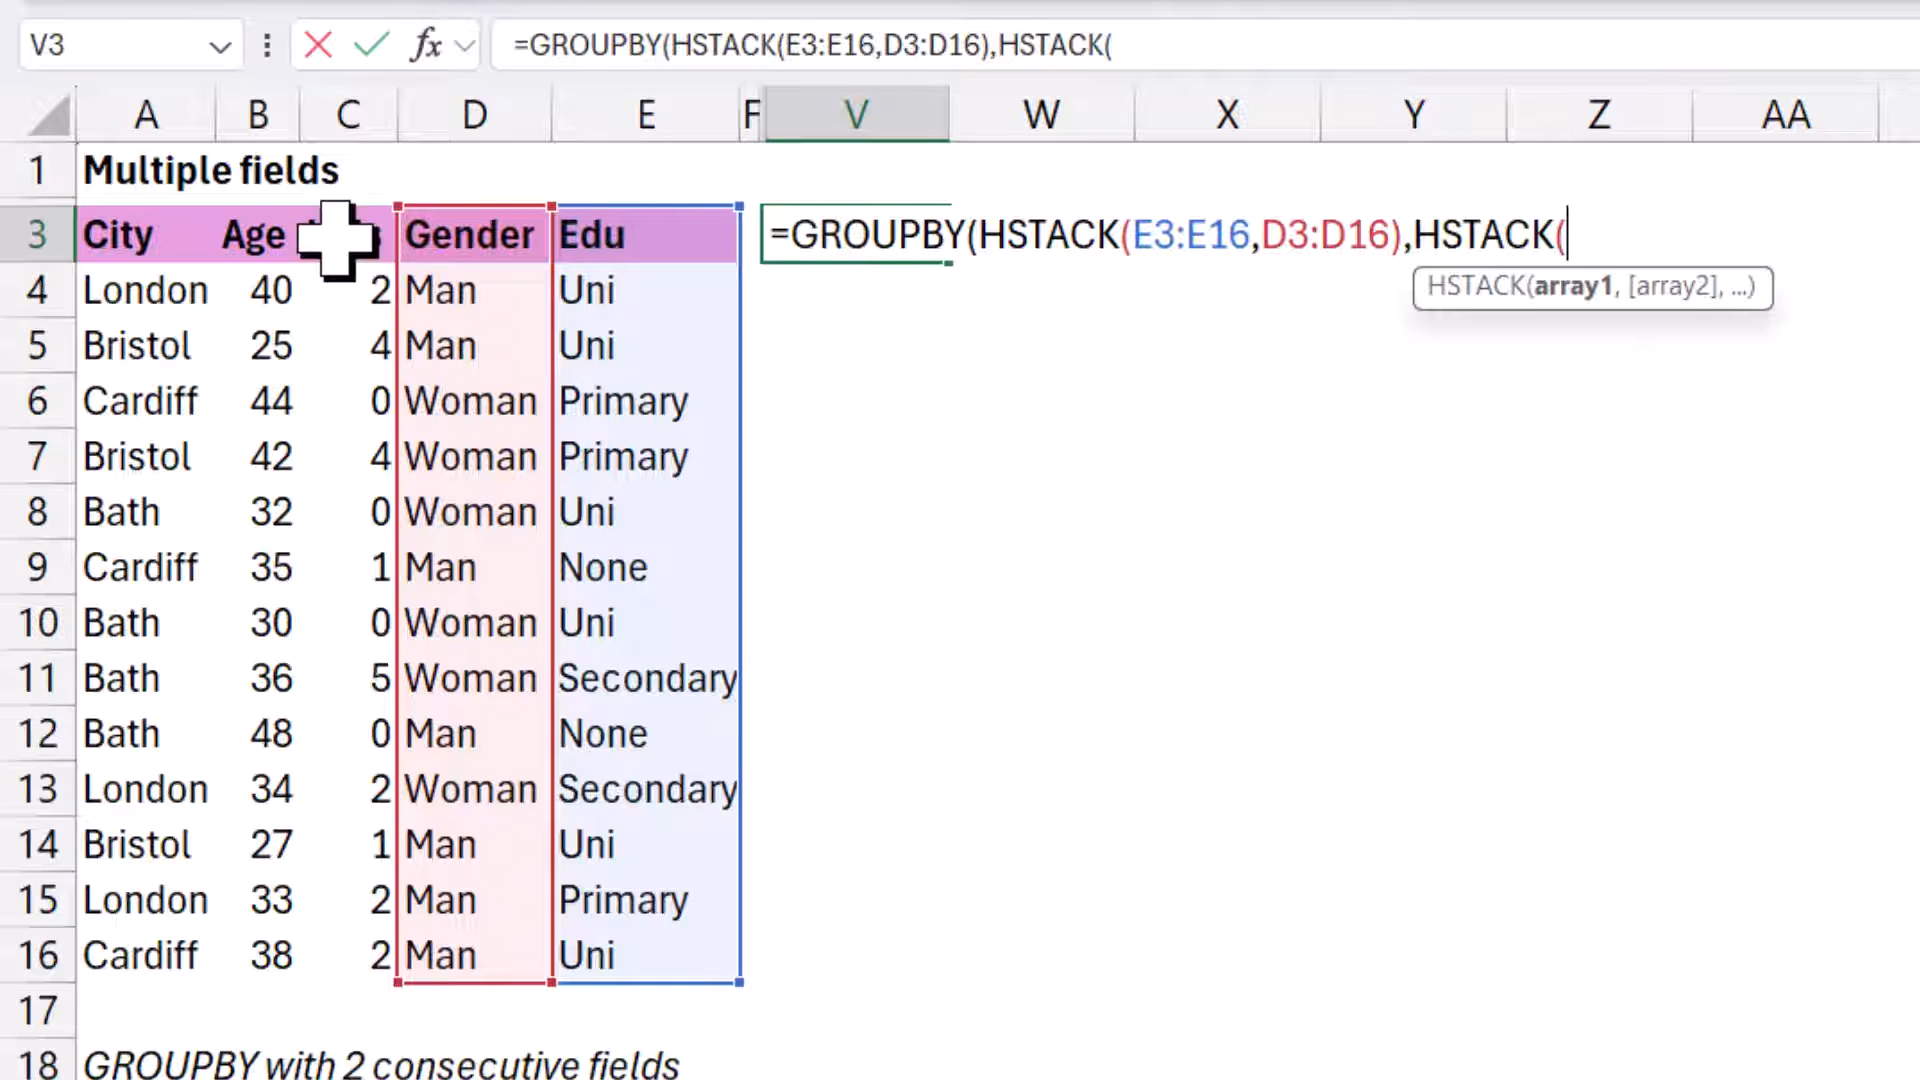 V3 fx =GROUPBY(HSTACK(E3:E16,D3:D16),HSTACK(
A B C D E F V W X Y Z AA
1 Multiple fields
3 City Age Gender Edu =GROUPBY(HSTACK(E3:E16,D3:D16),HSTACK(
4 London 40 2 Man Uni HSTACK(array1, [array2], ...)
5 Bristol 25 4 Man Uni
6 Cardiff 44 0 Woman Primary
7 Bristol 42 4 Woman Primary
8 Bath 32 0 Woman Uni
9 Cardiff 35 1 Man None
10 Bath 30 0 Woman Uni
11 Bath 36 5 Woman Secondary
12 Bath 48 0 Man None
13 London 34 2 Woman Secondary
14 Bristol 27 1 Man Uni
15 London 33 2 Man Primary
16 Cardiff 38 2 Man Uni
17
18 GROUPBY with 2 consecutive fields